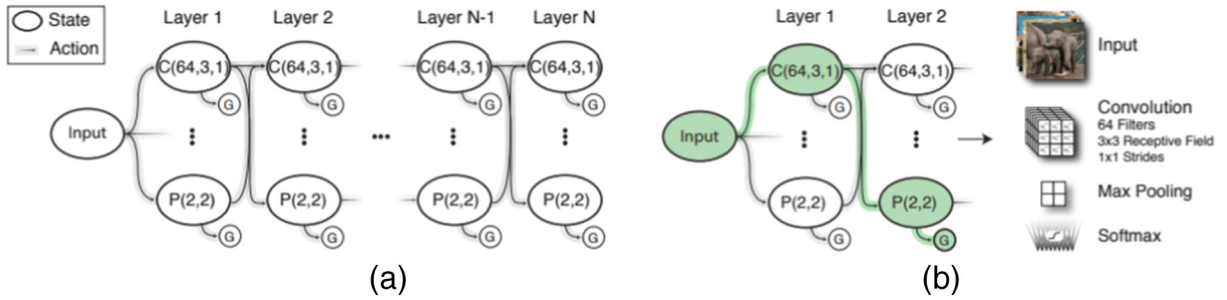 State
Action
Layer 1
Layer 2
Layer N-1
Layer N
C(64,3,1)
C(64,3,1)
C(64,3,1)
C(64,3,1)
G
G
G
G
Input
...
P(2,2)
P(2,2)
P(2,2)
P(2,2)
G
G
G
G
(a)
Layer 1
Layer 2
C(64,3,1)
C(64,3,1)
G
G
Input
P(2,2)
P(2,2)
G
G
Input
Convolution
64 Filters
3x3 Receptive Field
1x1 Strides
Max Pooling
Softmax
(b)